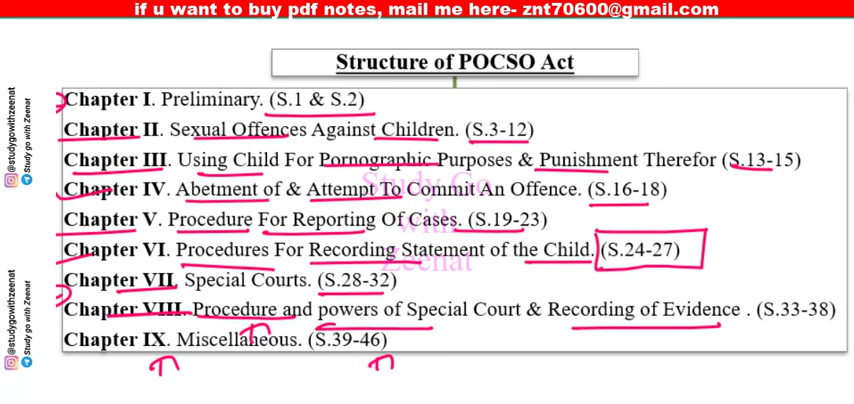 if u want to buy pdf notes, mail me here- znt70600@gmail.com
Structure of POCSO Act
Chapter I. Preliminary. (S.1 & S.2)
Chapter II. Sexual Offences Against Children. (S.3-12)
Chapter III. Using Child For Pornographic Purposes & Punishment Therefor (S.13-15)
Chapter IV. Abetment of & Attempt To Commit An Offence. (S.16-18)
Chapter V. Procedure For Reporting Of Cases. (S.19-23)
Chapter VI. Procedures For Recording Statement of the Child. (S.24-27)
Chapter VII. Special Courts. (S.28-32)
Chapter VIII. Procedure and powers of Special Court & Recording of Evidence . (S.33-38)
Chapter IX. Miscellaneous. (S.39-46)
Study Go
with
Zeenat
@studygowithzeenat
Study go with Zeenat
@studygowithzeenat
Study go with Zeenat